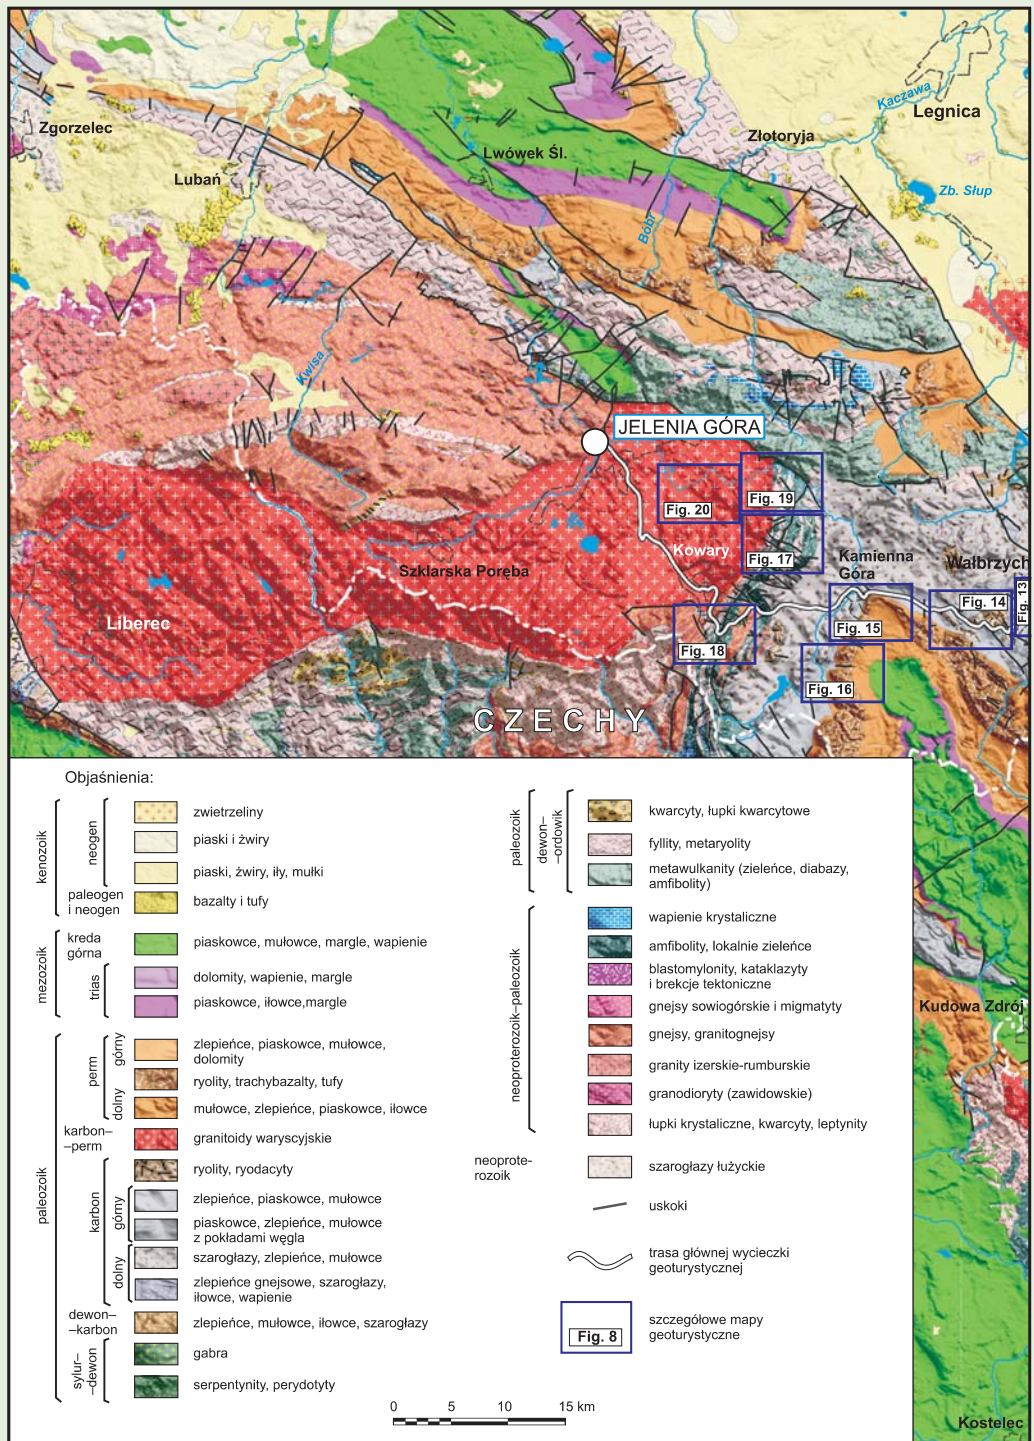 Zgorzelec
Lubań
Lwówek Śl.
Złotoryja
Kaczawa
Legnica
Zb. Słup
Bóbr
Kwisa
JELENIA GÓRA
Fig. 20
Fig. 19
Kowary
Fig. 17
Kamienna
Góra
Wałbrzych
Szklarska Poręba
Liberec
Fig. 18
Fig. 15
Fig. 14
Fig. 13
Fig. 16
CZECHY
Kudowa Zdrój
Kostelec
Objaśnienia:
kenozoik
neogen
zwietrzeliny
piaski i żwiry
piaski, żwiry, iły, mułki
paleogen
i neogen
bazalty i tufy
mezozoik
kreda
górna
piaskowce, mułowce, margle, wapienie
trias
dolomity, wapienie, margle
piaskowce, iłowce,margle
paleozoik
perm
górny
zlepieńce, piaskowce, mułowce,
dolomity
dolny
ryolity, trachybazalty, tufy
mułowce, zlepieńce, piaskowce, iłowce
karbon–
–perm
granitoidy waryscyjskie
karbon
ryolity, ryodacyty
górny
zlepieńce, piaskowce, mułowce
piaskowce, zlepieńce, mułowce
z pokładami węgla
dolny
szarogłazy, zlepieńce, mułowce
zlepieńce gnejsowe, szarogłazy,
iłowce, wapienie
dewon–
–karbon
zlepieńce, mułowce, iłowce, szarogłazy
sylur–
–dewon
gabra
serpentynity, perydotyty
paleozoik
dewon–
–ordowik
kwarcyty, łupki kwarcytowe
fyllity, metaryolity
metawulkanity (zieleńce, diabazy,
amfibolity)
neoproterozoik–paleozoik
wapienie krystaliczne
amfibolity, lokalnie zieleńce
blastomylonity, kataklazyty
i brekcje tektoniczne
gnejsy sowiogórskie i migmatyty
gnejsy, granitognejsy
granity izerskie-rumburskie
granodioryty (zawidowskie)
łupki krystaliczne, kwarcyty, leptynity
neoprote-
rozoik
szarogłazy łużyckie
uskoki
trasa głównej wycieczki
geoturystycznej
Fig. 8
szczegółowe mapy
geoturystyczne
0 5 10 15 km